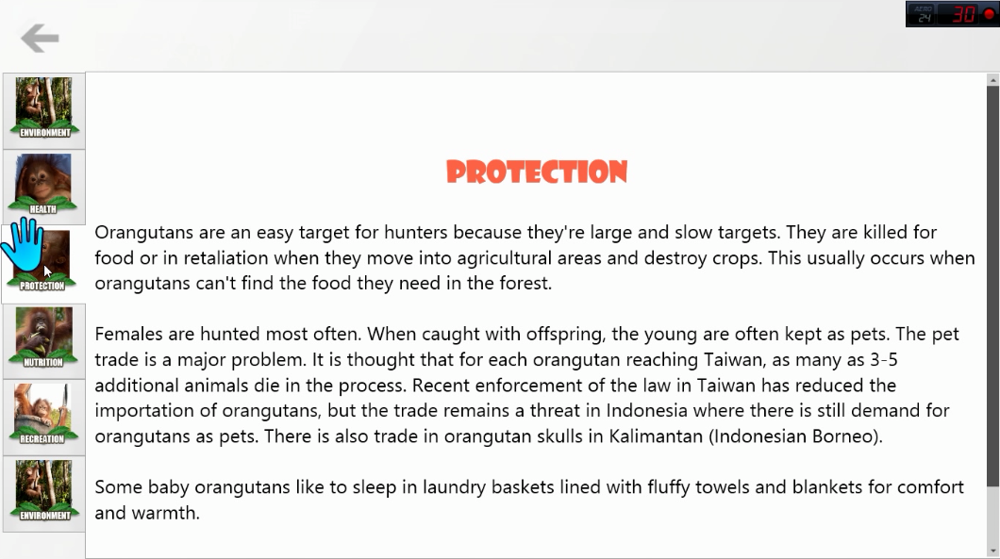 AERO
24
30
ENVIRONMENT
HEALTH
PROTECTION
NUTRITION
RECREATION
ENVIRONMENT
PROTECTION
Orangutans are an easy target for hunters because they're large and slow targets. They are killed for
food or in retaliation when they move into agricultural areas and destroy crops. This usually occurs when
orangutans can't find the food they need in the forest.
Females are hunted most often. When caught with offspring, the young are often kept as pets. The pet
trade is a major problem. It is thought that for each orangutan reaching Taiwan, as many as 3-5
additional animals die in the process. Recent enforcement of the law in Taiwan has reduced the
importation of orangutans, but the trade remains a threat in Indonesia where there is still demand for
orangutans as pets. There is also trade in orangutan skulls in Kalimantan (Indonesian Borneo).
Some baby orangutans like to sleep in laundry baskets lined with fluffy towels and blankets for comfort
and warmth.